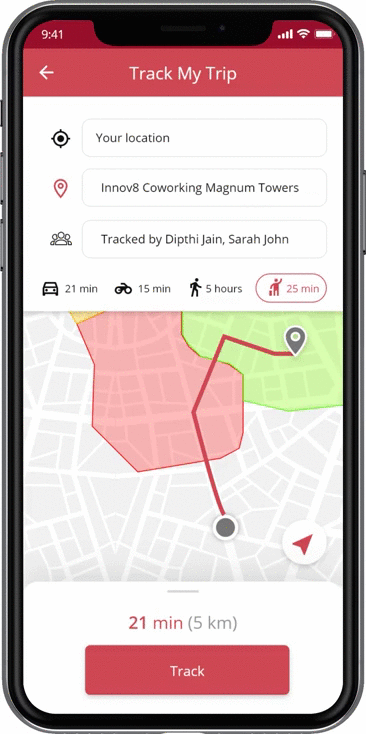 9:41
Track My Trip
Your location
Innov8 Coworking Magnum Towers
Tracked by Dipthi Jain, Sarah John
21 min 15 min 5 hours 25 min
21 min (5 km)
Track